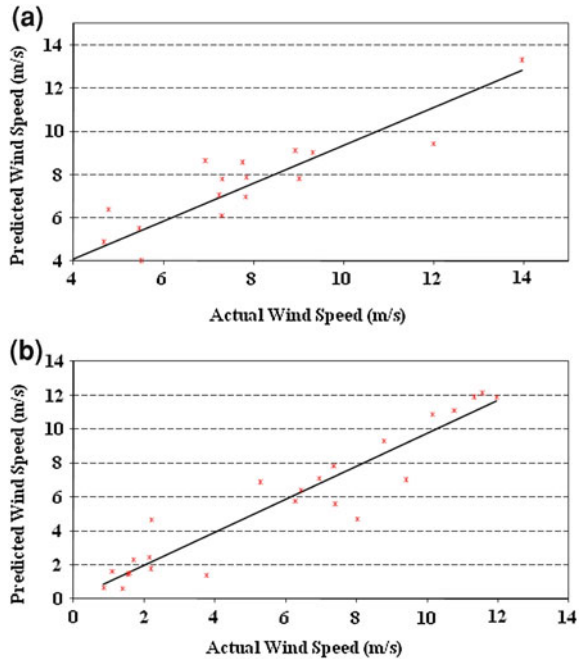 (a)
Predicted Wind Speed (m/s)
14
12
10
8
6
4
4 6 8 10 12 14
Actual Wind Speed (m/s)
(b)
Predicted Wind Speed (m/s)
14
12
10
8
6
4
2
0
0 2 4 6 8 10 12 14
Actual Wind Speed (m/s)